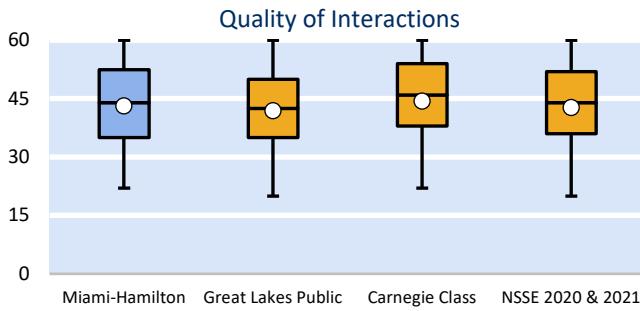 Quality of Interactions
60
45
30
15
0
Miami-Hamilton Great Lakes Public Carnegie Class NSSE 2020 & 2021